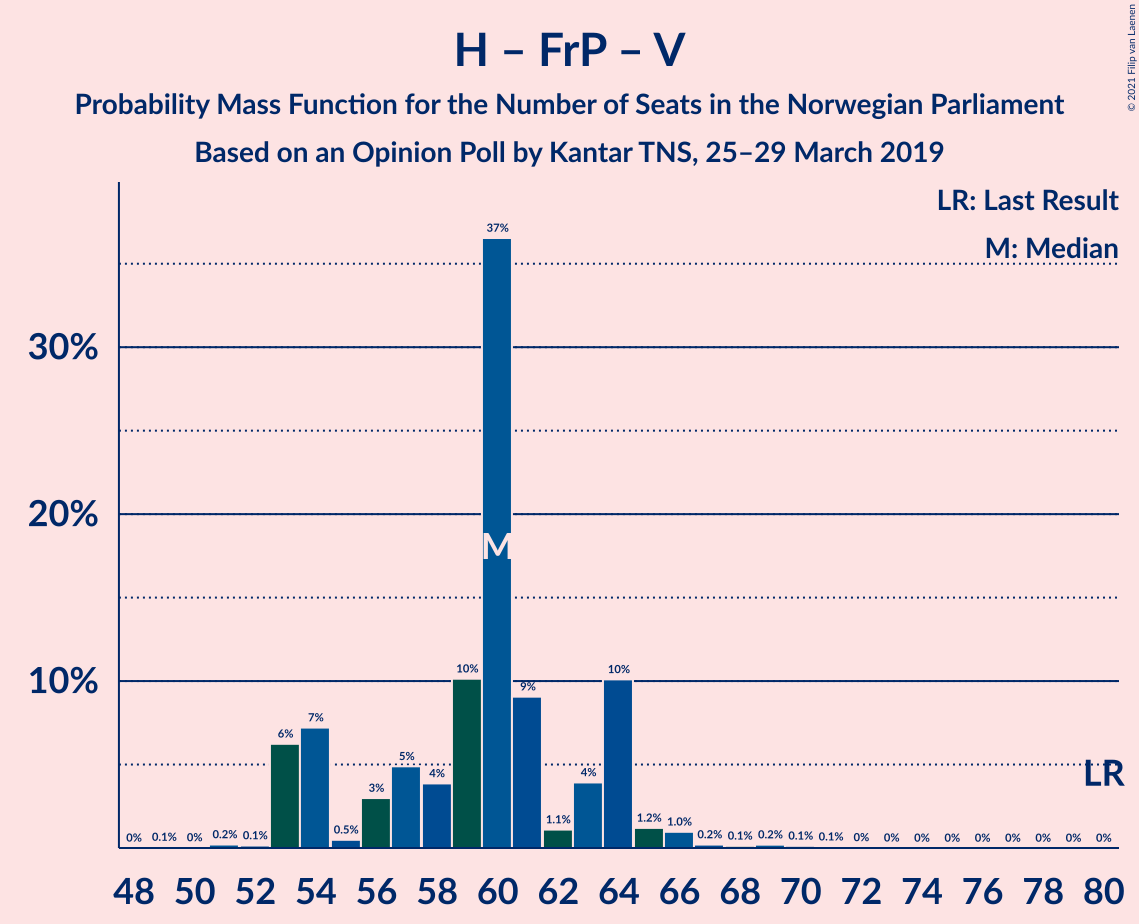 H – FrP – V
Probability Mass Function for the Number of Seats in the Norwegian Parliament
Based on an Opinion Poll by Kantar TNS, 25–29 March 2019
© 2021 Filip van Laenen
LR: Last Result
M: Median
30%
20%
10%
0% 0.1% 0% 0.2% 0.1% 6% 7% 0.5% 3% 5% 4% 10% 37% 9% 1.1% 4% 10% 1.2% 1.0% 0.2% 0.1% 0.2% 0.1% 0.1% 0% 0% 0% 0% 0% 0% 0% 0% 0%
M
LR
48 50 52 54 56 58 60 62 64 66 68 70 72 74 76 78 80